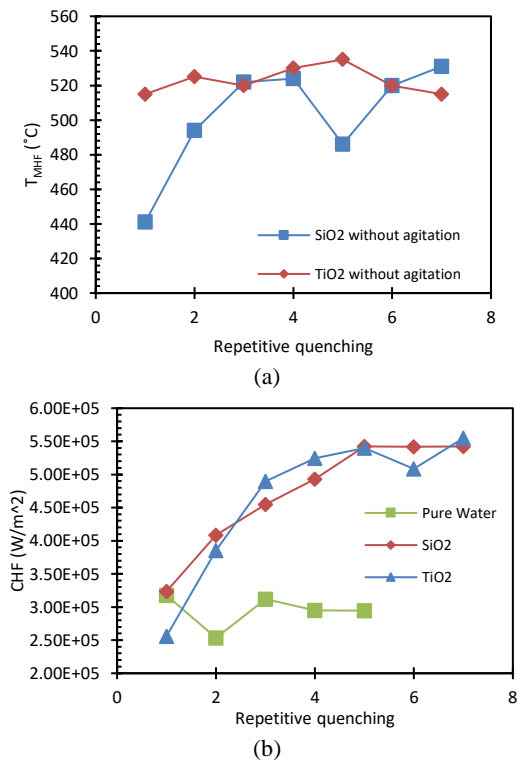 560
540
520
500
480
460
440
420
400
T_MHF (˚C)
SiO2 without agitation
TiO2 without agitation
0 2 4 6 8
Repetitive quenching
(a)
6.00E+05
5.50E+05
5.00E+05
4.50E+05
4.00E+05
3.50E+05
3.00E+05
2.50E+05
2.00E+05
CHF (W/m^2)
Pure Water
SiO2
TiO2
0 2 4 6 8
Repetitive quenching
(b)